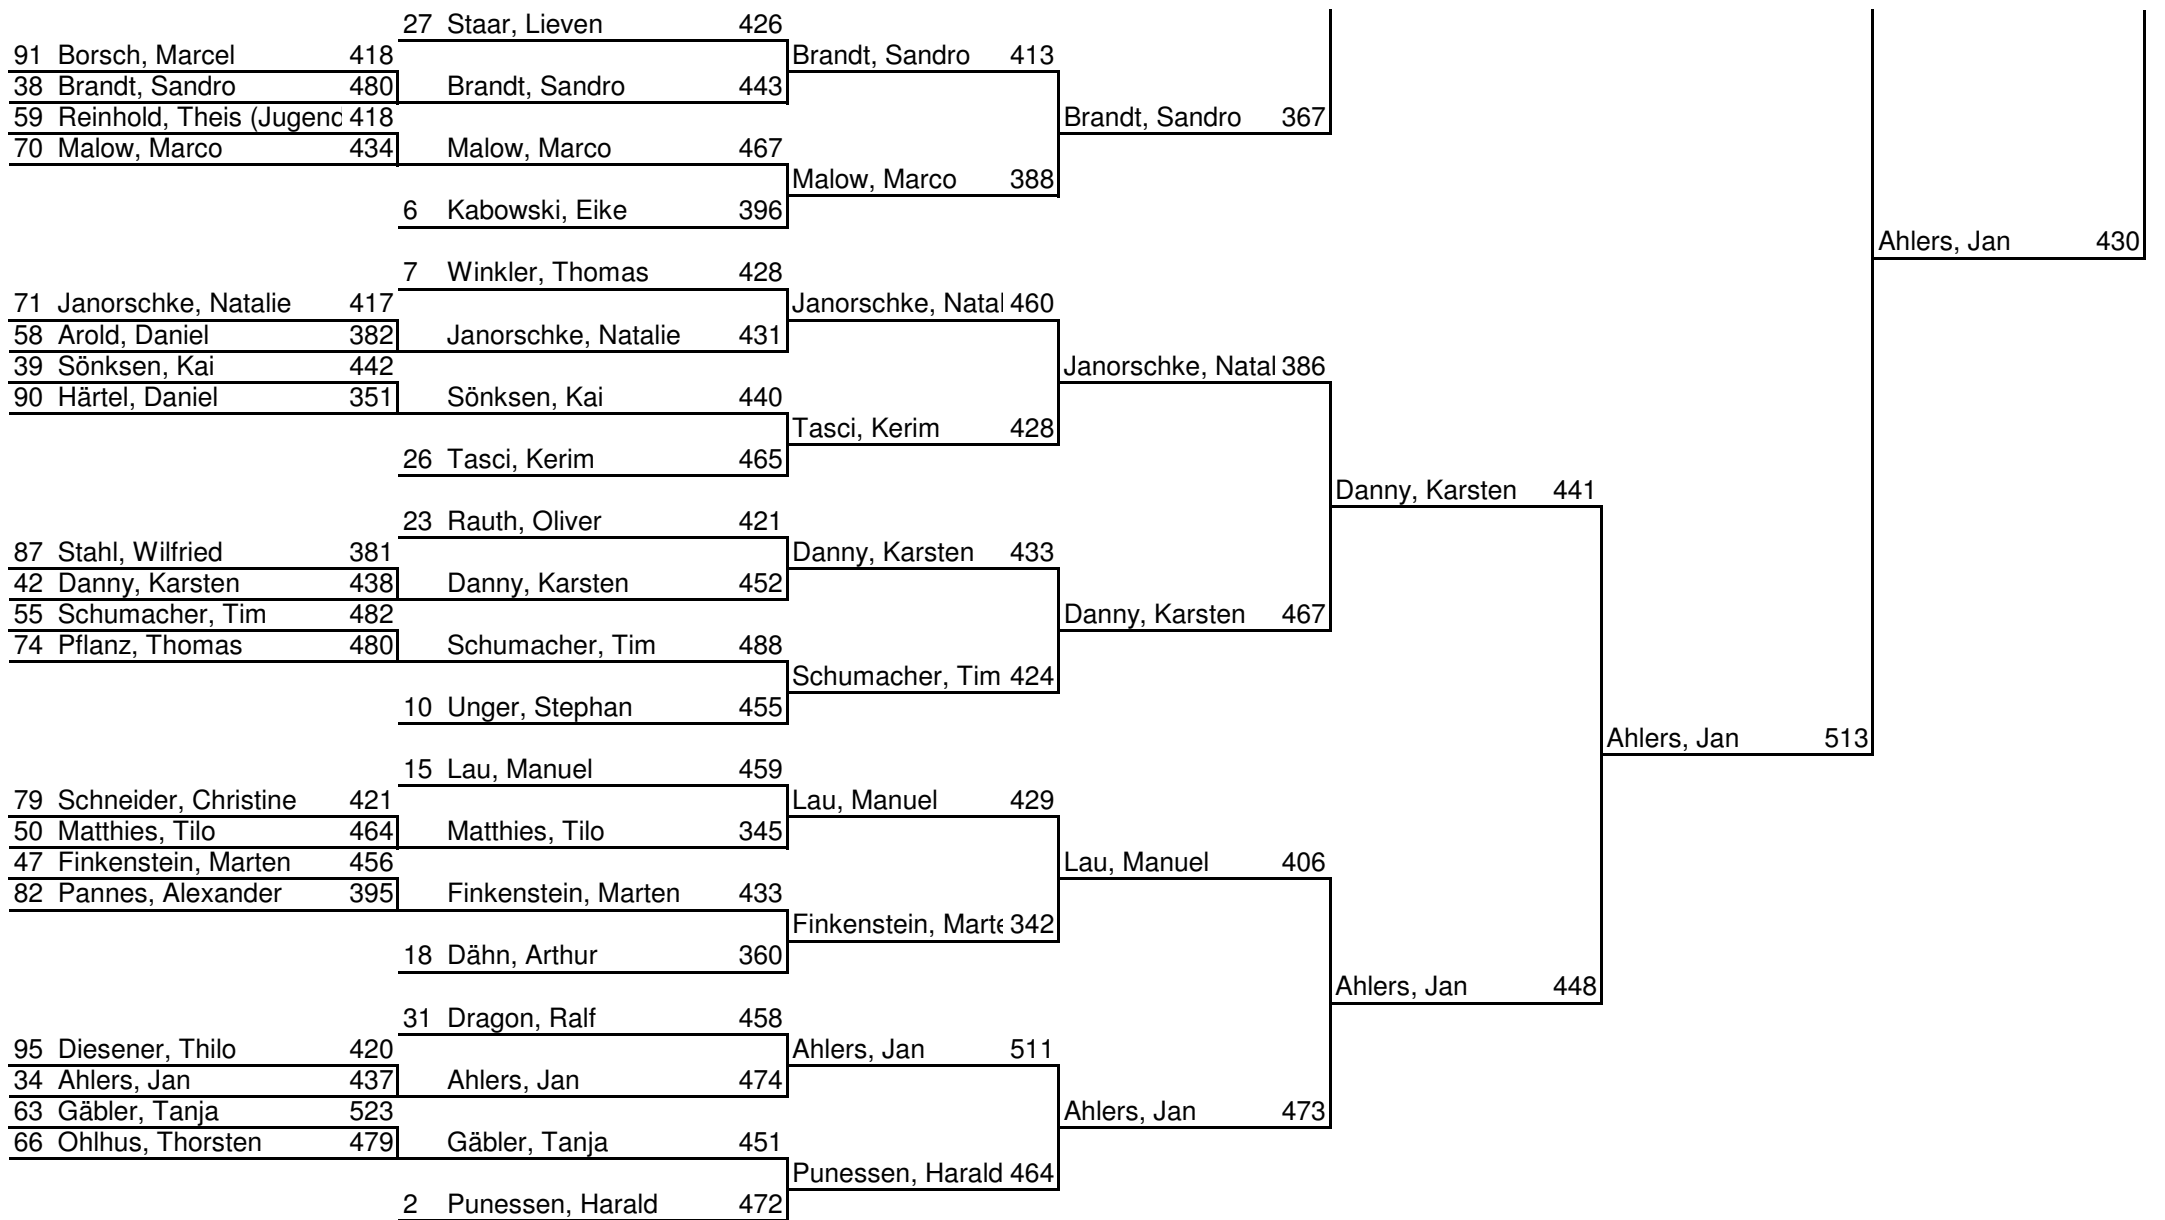 27 Staar, Lieven 426
91 Borsch, Marcel 418 Brandt, Sandro 413
38 Brandt, Sandro 480 Brandt, Sandro 443
59 Reinhold, Theis (Jugend 418 Brandt, Sandro 367
70 Malow, Marco 434 Malow, Marco 467
Malow, Marco 388
6 Kabowski, Eike 396
Ahlers, Jan 430
7 Winkler, Thomas 428
71 Janorschke, Natalie 417 Janorschke, Natal 460
58 Arold, Daniel 382 Janorschke, Natalie 431
39 Sönksen, Kai 442 Janorschke, Natal 386
90 Härtel, Daniel 351 Sönksen, Kai 440
Tasci, Kerim 428
26 Tasci, Kerim 465
Danny, Karsten 441
23 Rauth, Oliver 421
87 Stahl, Wilfried 381 Danny, Karsten 433
42 Danny, Karsten 438 Danny, Karsten 452
55 Schumacher, Tim 482 Danny, Karsten 467
74 Pflanz, Thomas 480 Schumacher, Tim 488
Schumacher, Tim 424
10 Unger, Stephan 455
Ahlers, Jan 513
15 Lau, Manuel 459
79 Schneider, Christine 421 Lau, Manuel 429
50 Matthies, Tilo 464 Matthies, Tilo 345
47 Finkenstein, Marten 456 Lau, Manuel 406
82 Pannes, Alexander 395 Finkenstein, Marten 433
Finkenstein, Marte 342
18 Dähn, Arthur 360
Ahlers, Jan 448
31 Dragon, Ralf 458
95 Diesener, Thilo 420 Ahlers, Jan 511
34 Ahlers, Jan 437 Ahlers, Jan 474
63 Gäbler, Tanja 523 Ahlers, Jan 473
66 Ohlhus, Thorsten 479 Gäbler, Tanja 451
Punessen, Harald 464
2 Punessen, Harald 472